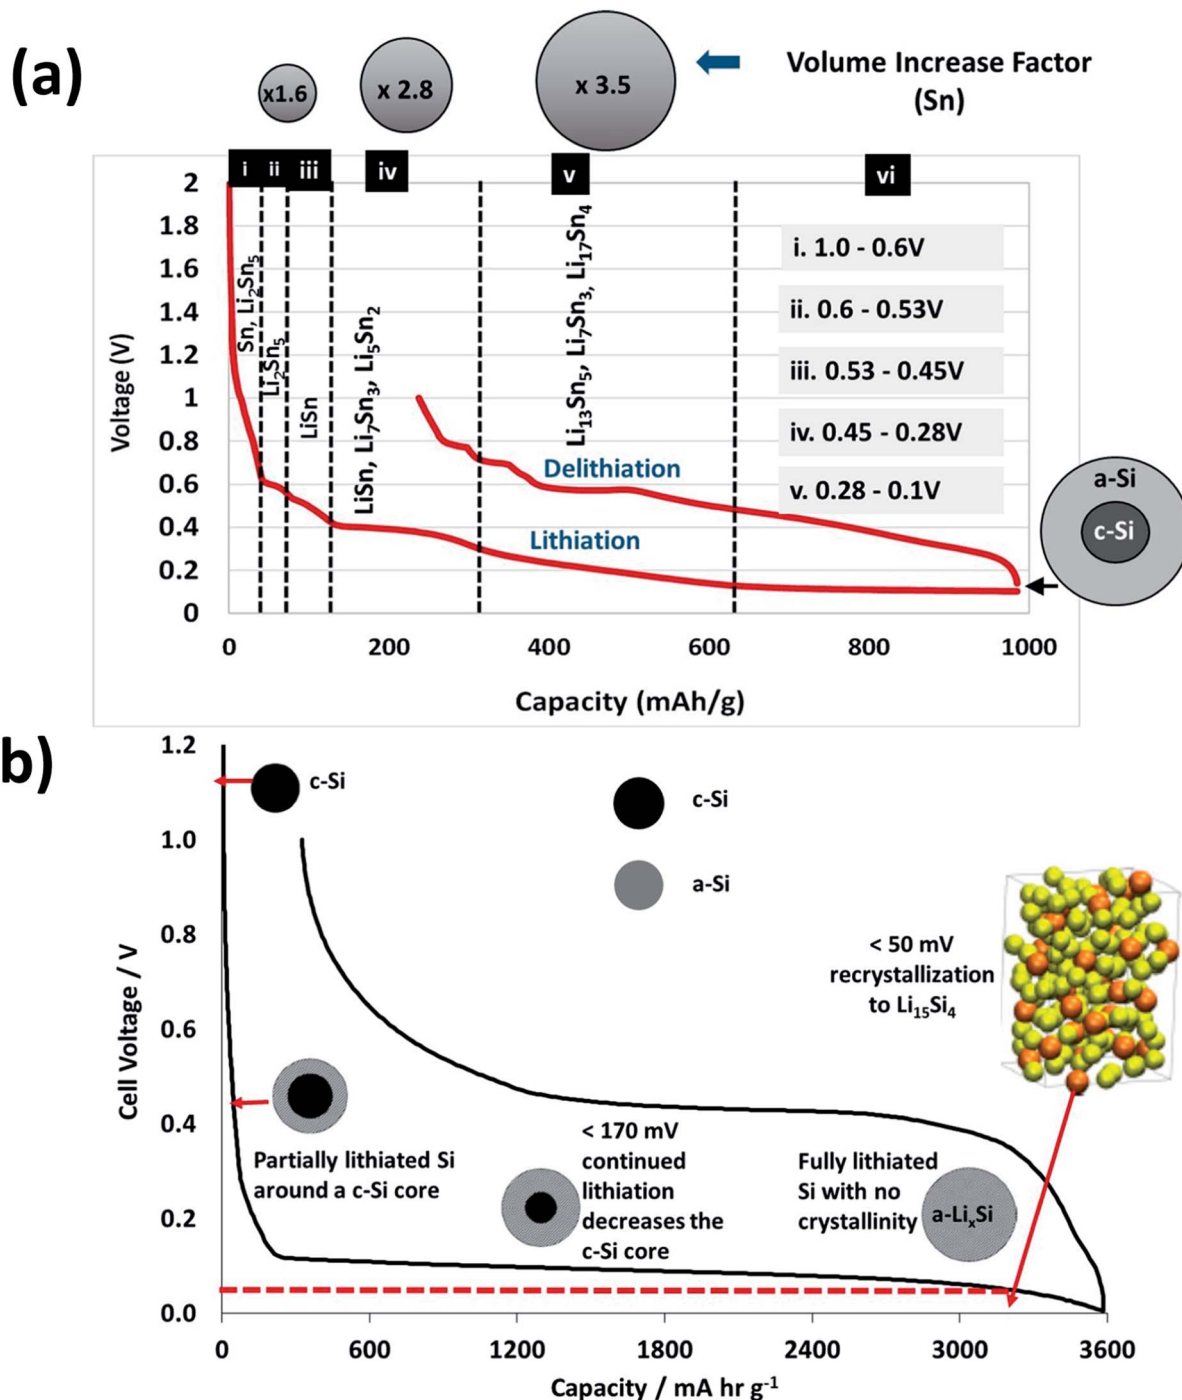 (a)
x1.6
x 2.8
x 3.5
Volume Increase Factor
(Sn)
i
ii
iii
iv
v
vi
2
1.8
1.6
1.4
1.2
1
0.8
0.6
0.4
0.2
0
Voltage (V)
Sn, Li₂Sn₅
Li₂Sn₅
LiSn
LiSn, Li₇Sn₃, Li₅Sn₂
Li₁₃Sn₅, Li₇Sn₃, Li₁₇Sn₄
i. 1.0 - 0.6V
ii. 0.6 - 0.53V
iii. 0.53 - 0.45V
iv. 0.45 - 0.28V
v. 0.28 - 0.1V
Delithiation
Lithiation
a-Si
c-Si
0
200
400
600
800
1000
Capacity (mAh/g)
b)
1.2
1.0
0.8
0.6
0.4
0.2
0.0
Cell Voltage / V
c-Si
c-Si
a-Si
< 50 mV
recrystallization
to Li₁₅Si₄
Partially lithiated Si
around a c-Si core
< 170 mV
continued
lithiation
decreases the
c-Si core
Fully lithiated
Si with no
crystallinity
a-LiₓSi
0
600
1200
1800
2400
3000
3600
Capacity / mA hr g⁻¹